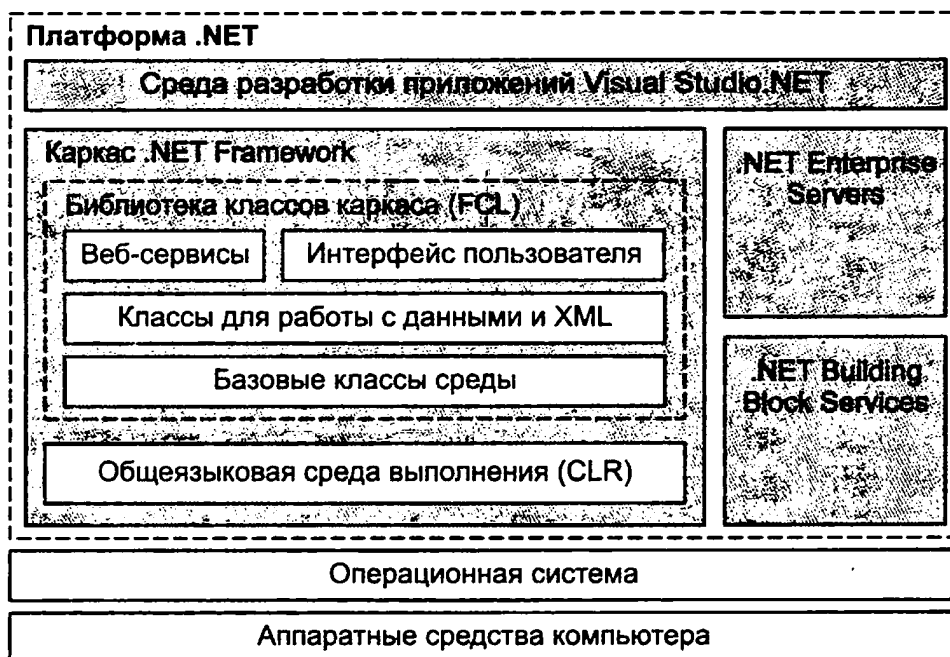 Платформа .NET
Среда разработки приложений Visual Studio.NET
Каркас .NET Framework
Библиотека классов каркаса (FCL)
Веб-сервисы
Интерфейс пользователя
Классы для работы с данными и XML
Базовые классы среды
Общеязыковая среда выполнения (CLR)
.NET Enterprise
Servers
.NET Building
Block Services
Операционная система
Аппаратные средства компьютера